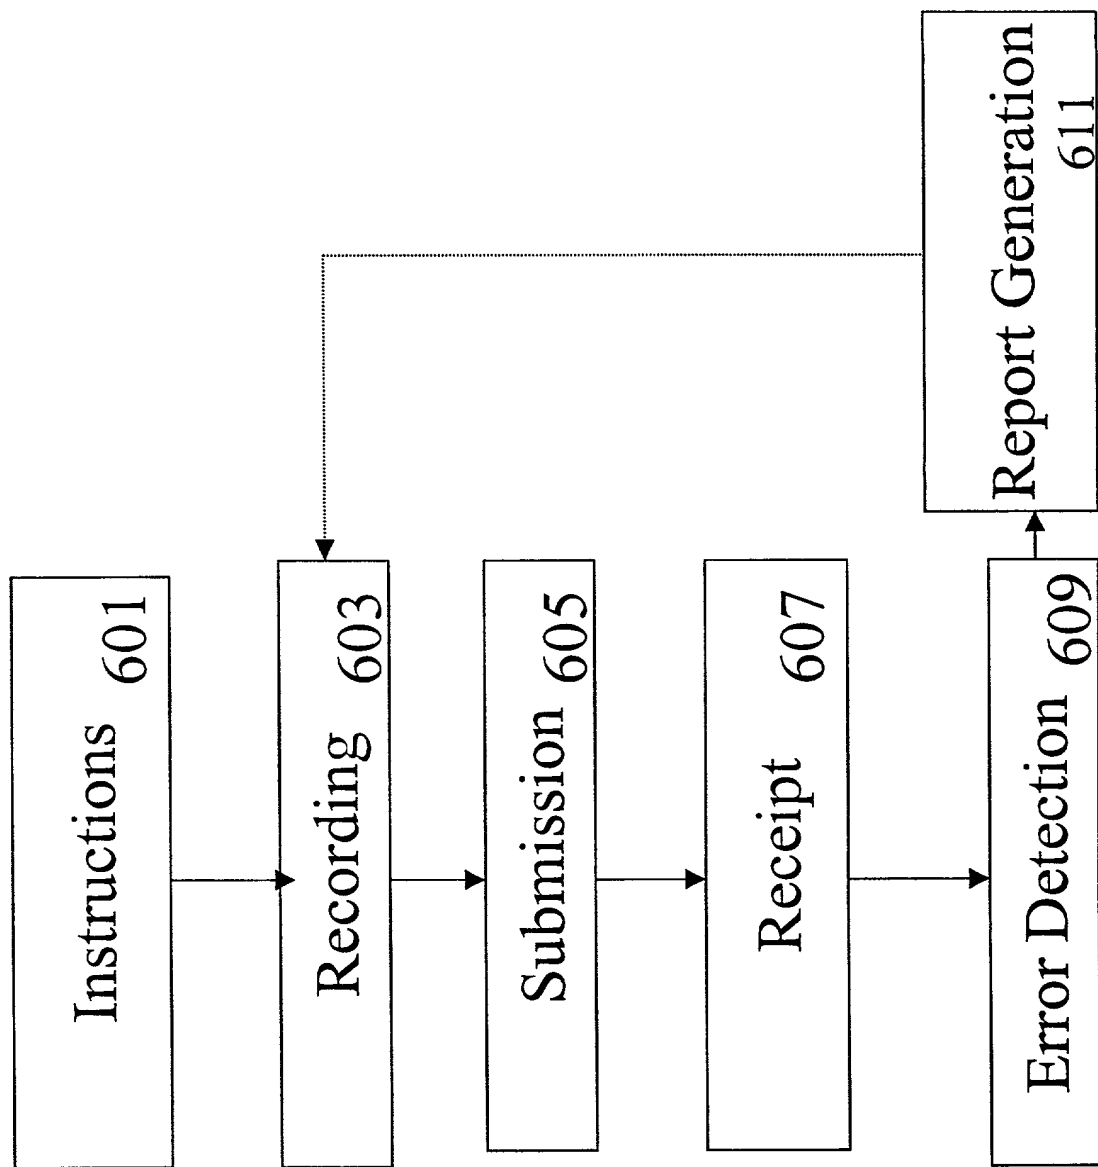 Instructions
601
Recording 603
Submission 605
Receipt 607
Error Detection 609
Report Generation
611